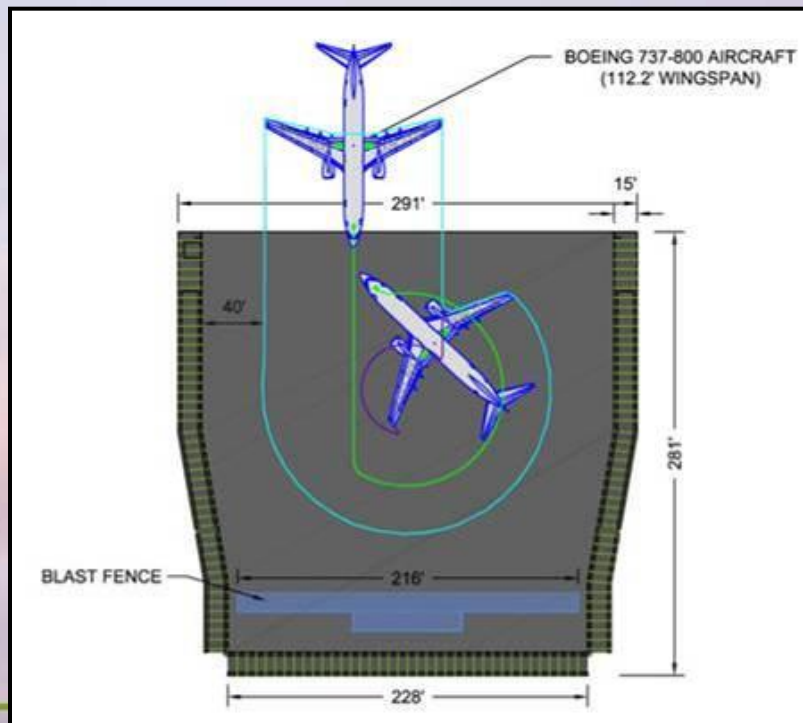 BOEING 737-800 AIRCRAFT
(112.2' WINGSPAN)
15'
291'
40'
281'
BLAST FENCE
216'
228'